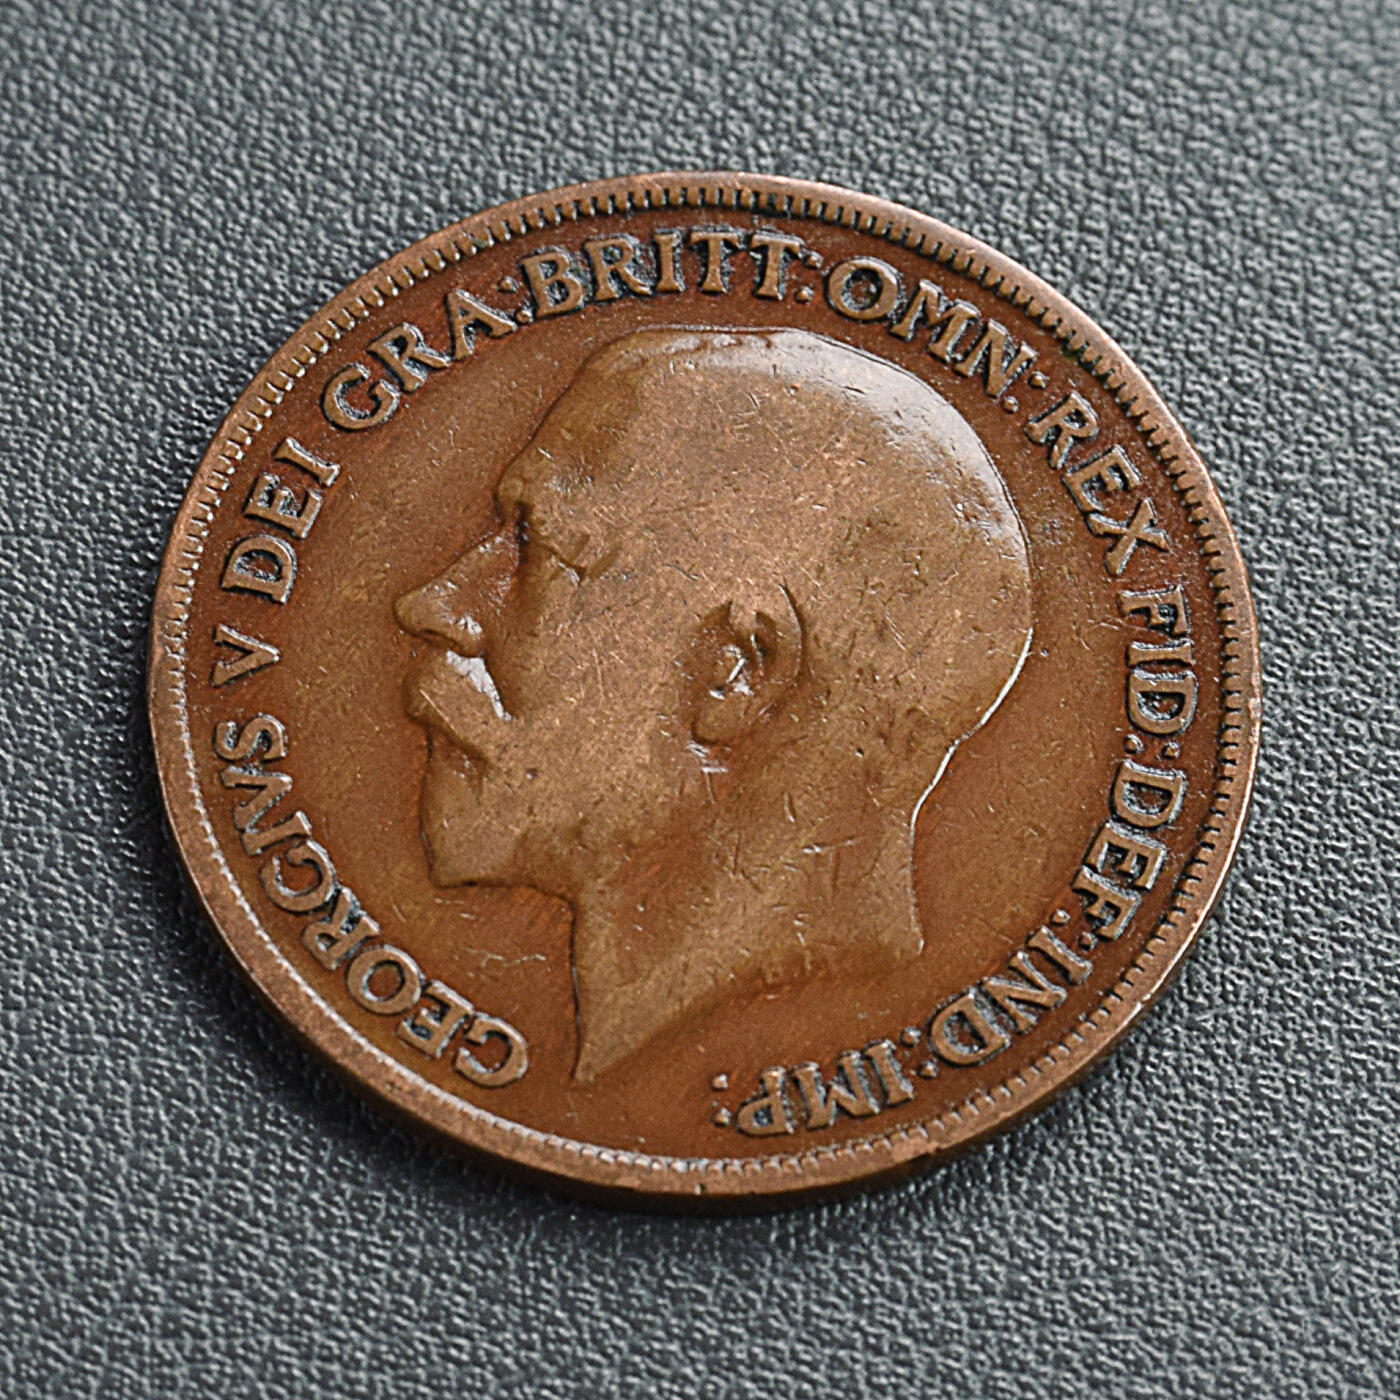 GEORGIVS V DEI GRA:BRITT:OMN:REX FID:DEF:IND:IMP: